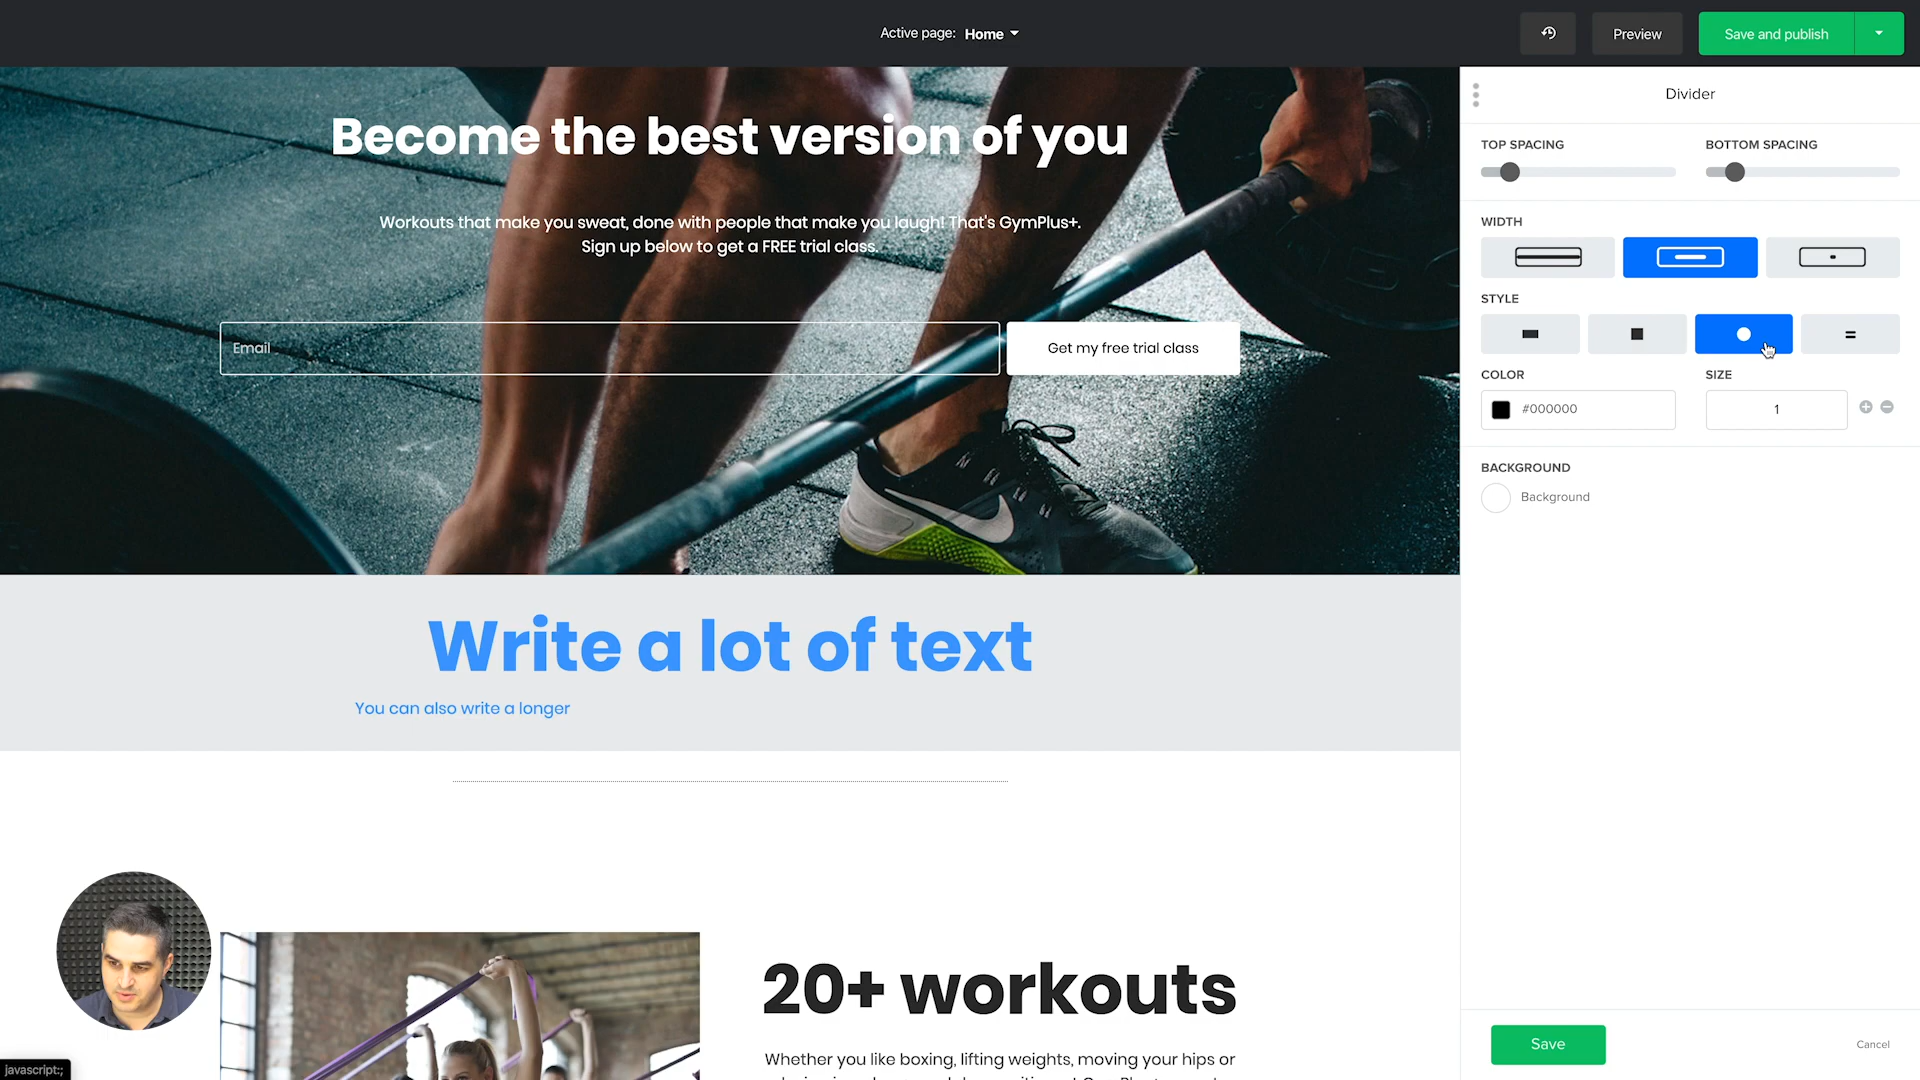 Active page: Home
Preview
Save and publish
Divider
TOP SPACING
BOTTOM SPACING
WIDTH
STYLE
COLOR
SIZE
#000000
1
BACKGROUND
Background
Save
Cancel
Become the best version of you
Workouts that make you sweat, done with people that make you laugh! That's GymPlus+.
Sign up below to get a FREE trial class.
Email
Get my free trial class
Write a lot of text
You can also write a longer
20+ workouts
Whether you like boxing, lifting weights, moving your hips or
javascript:;